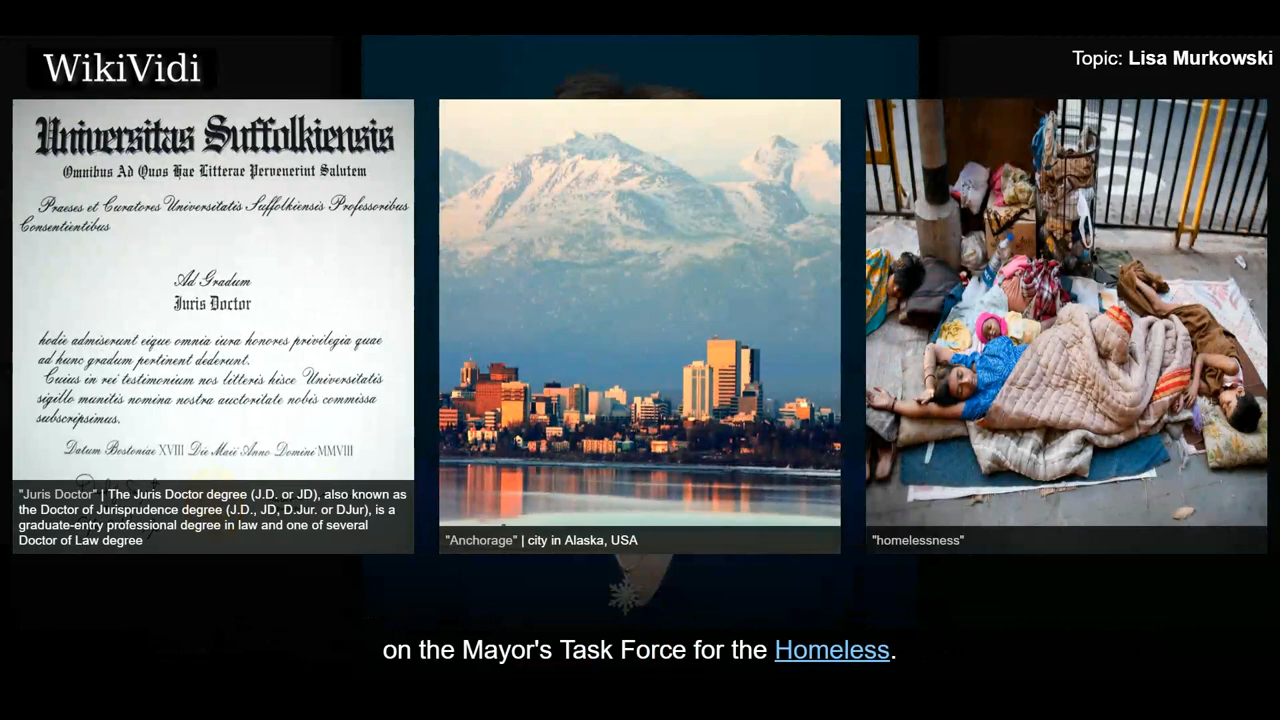 WikiVidi
Topic: Lisa Murkowski
Universitas Suffolkiensis
Omnibus Ad Quos Hae Litterae Pervenerint Salutem
Praeses et Curatores Universitatis Suffolkiensis Professoribus
Consentientibus
Ad Gradum
Juris Doctor
hodie admiserunt eique omnia iura honores privilegia quae
ad hunc gradum pertinent dederunt.
Cuius in rei testimonium nos litteris hisce Universitatis
sigillo munitis nomina nostra auctoritate nobis commissa
subscripsimus.
Datum Bostoniae XVIII Die Maii Anno Domini MMVIII
"Juris Doctor" | The Juris Doctor degree (J.D. or JD), also known as
the Doctor of Jurisprudence degree (J.D., JD, D.Jur. or DJur), is a
graduate-entry professional degree in law and one of several
Doctor of Law degree
"Anchorage" | city in Alaska, USA
"homelessness"
on the Mayor's Task Force for the Homeless.